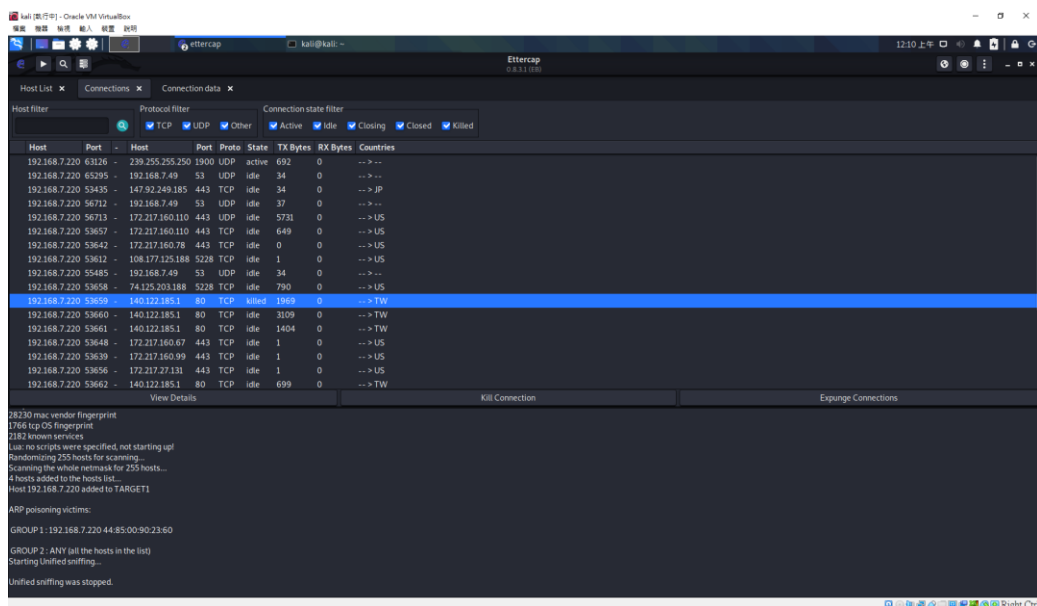 kali [執行中] - Oracle VM VirtualBox
檔案 機器 檢視 輸入 裝置 說明
ettercap kali@kali: ~ 12:10 上午
Ettercap
0.8.3.1 (EB)
Host List × Connections × Connection data ×
Host filter Protocol filter Connection state filter
TCP UDP Other Active Idle Closing Closed Killed
Host Port - Host Port Proto State TX Bytes RX Bytes Countries
192.168.7.220 63126 - 239.255.255.250 1900 UDP active 692 0 -- > --
192.168.7.220 65295 - 192.168.7.49 53 UDP idle 34 0 -- > --
192.168.7.220 53435 - 147.92.249.185 443 TCP idle 34 0 -- > JP
192.168.7.220 56712 - 192.168.7.49 53 UDP idle 37 0 -- > --
192.168.7.220 56713 - 172.217.160.110 443 UDP idle 5731 0 -- > US
192.168.7.220 53657 - 172.217.160.110 443 TCP idle 649 0 -- > US
192.168.7.220 53642 - 172.217.160.78 443 TCP idle 0 0 -- > US
192.168.7.220 53612 - 108.177.125.188 5228 TCP idle 1 0 -- > US
192.168.7.220 55485 - 192.168.7.49 53 UDP idle 34 0 -- > --
192.168.7.220 53658 - 74.125.203.188 5228 TCP idle 790 0 -- > US
192.168.7.220 53659 - 140.122.185.1 80 TCP killed 1969 0 -- > TW
192.168.7.220 53660 - 140.122.185.1 80 TCP idle 3109 0 -- > TW
192.168.7.220 53661 - 140.122.185.1 80 TCP idle 1404 0 -- > TW
192.168.7.220 53648 - 172.217.160.67 443 TCP idle 1 0 -- > US
192.168.7.220 53639 - 172.217.160.99 443 TCP idle 1 0 -- > US
192.168.7.220 53656 - 172.217.27.131 443 TCP idle 1 0 -- > US
192.168.7.220 53662 - 140.122.185.1 80 TCP idle 699 0 -- > TW
View Details Kill Connection Expunge Connections
28230 mac vendor fingerprint
1766 tcp OS fingerprint
2182 known services
Lua: no scripts were specified, not starting up!
Randomizing 255 hosts for scanning...
Scanning the whole netmask for 255 hosts...
4 hosts added to the hosts list...
Host 192.168.7.220 added to TARGET1
ARP poisoning victims:
GROUP 1 : 192.168.7.220 44:85:00:90:23:60
GROUP 2 : ANY (all the hosts in the list)
Starting Unified sniffing...
Unified sniffing was stopped.
Right Ctrl